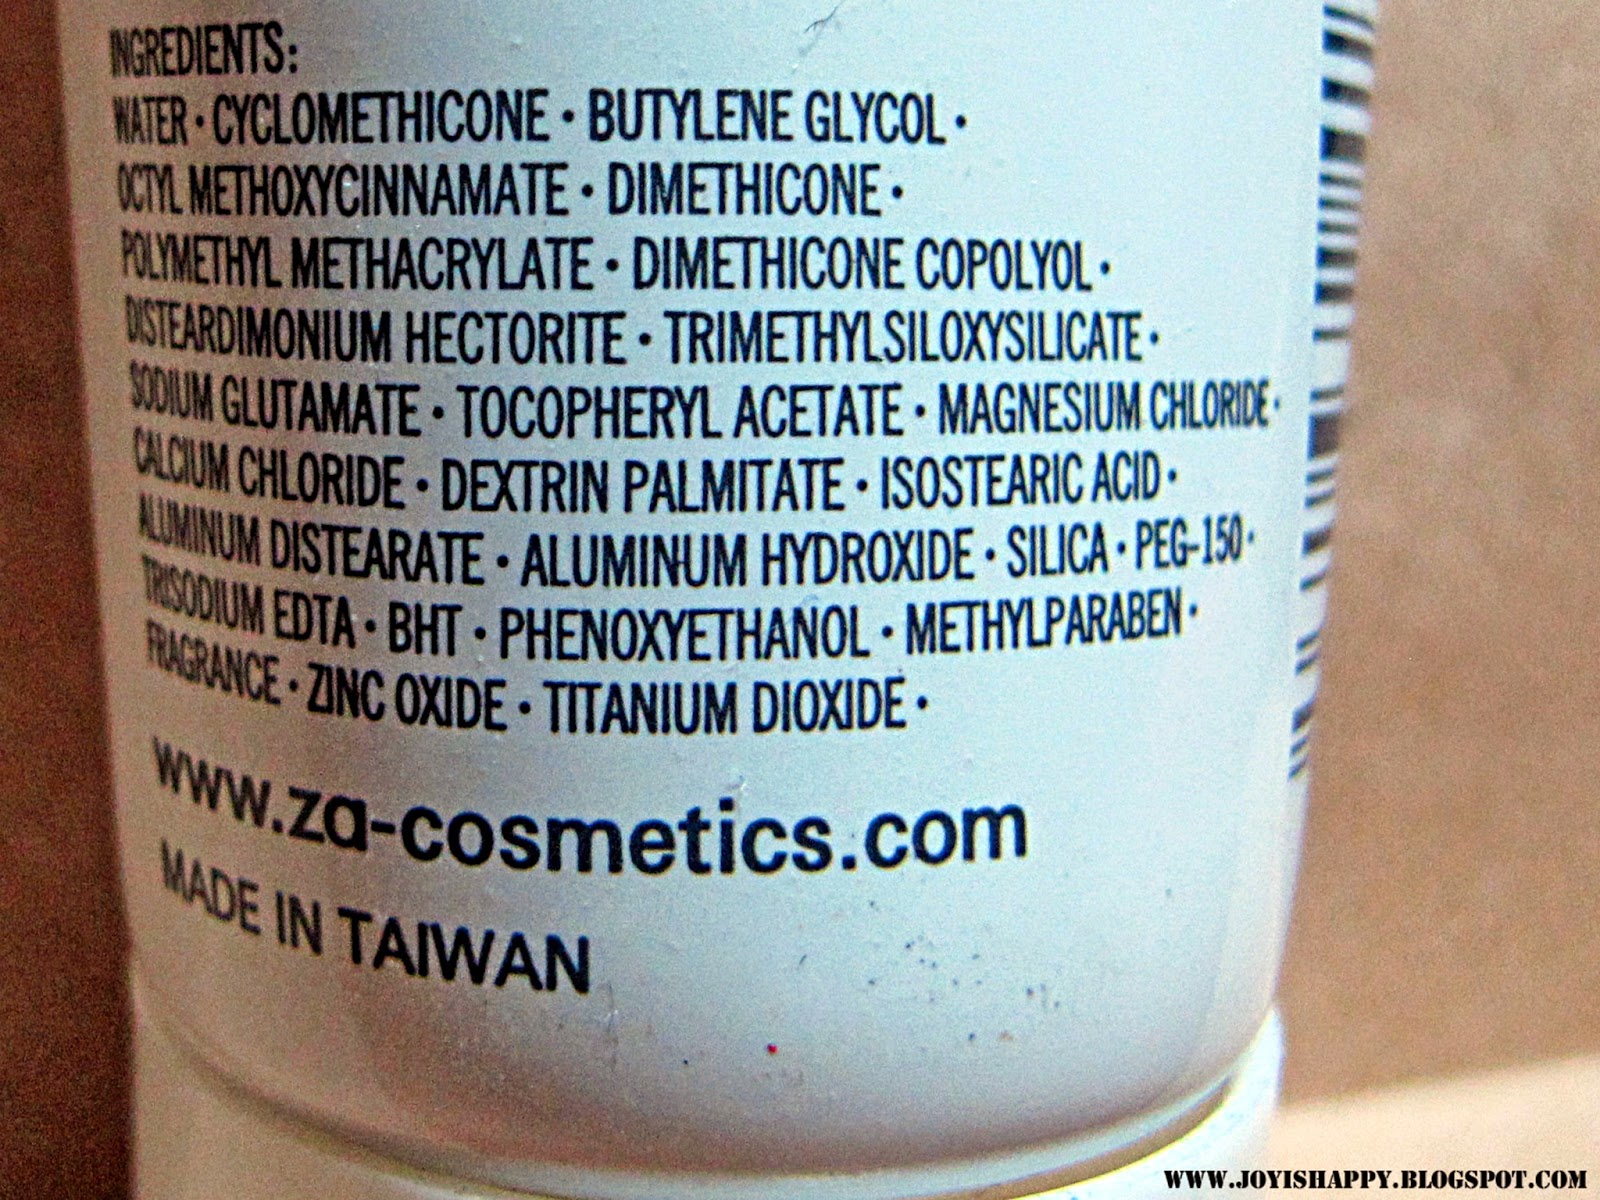 INGREDIENTS:
WATER · CYCLOMETHICONE · BUTYLENE GLYCOL ·
OCTYL METHOXYCINNAMATE · DIMETHICONE ·
POLYMETHYL METHACRYLATE · DIMETHICONE COPOLYOL ·
DISTEARDIMONIUM HECTORITE · TRIMETHYLSILOXYSILICATE ·
SODIUM GLUTAMATE · TOCOPHERYL ACETATE · MAGNESIUM CHLORIDE ·
CALCIUM CHLORIDE · DEXTRIN PALMITATE · ISOSTEARIC ACID ·
ALUMINUM DISTEARATE · ALUMINUM HYDROXIDE · SILICA · PEG-150 ·
TRISODIUM EDTA · BHT · PHENOXYETHANOL · METHYLPARABEN ·
FRAGRANCE · ZINC OXIDE · TITANIUM DIOXIDE ·
www.za-cosmetics.com
MADE IN TAIWAN
WWW.JOYISHAPPY.BLOGSPOT.COM